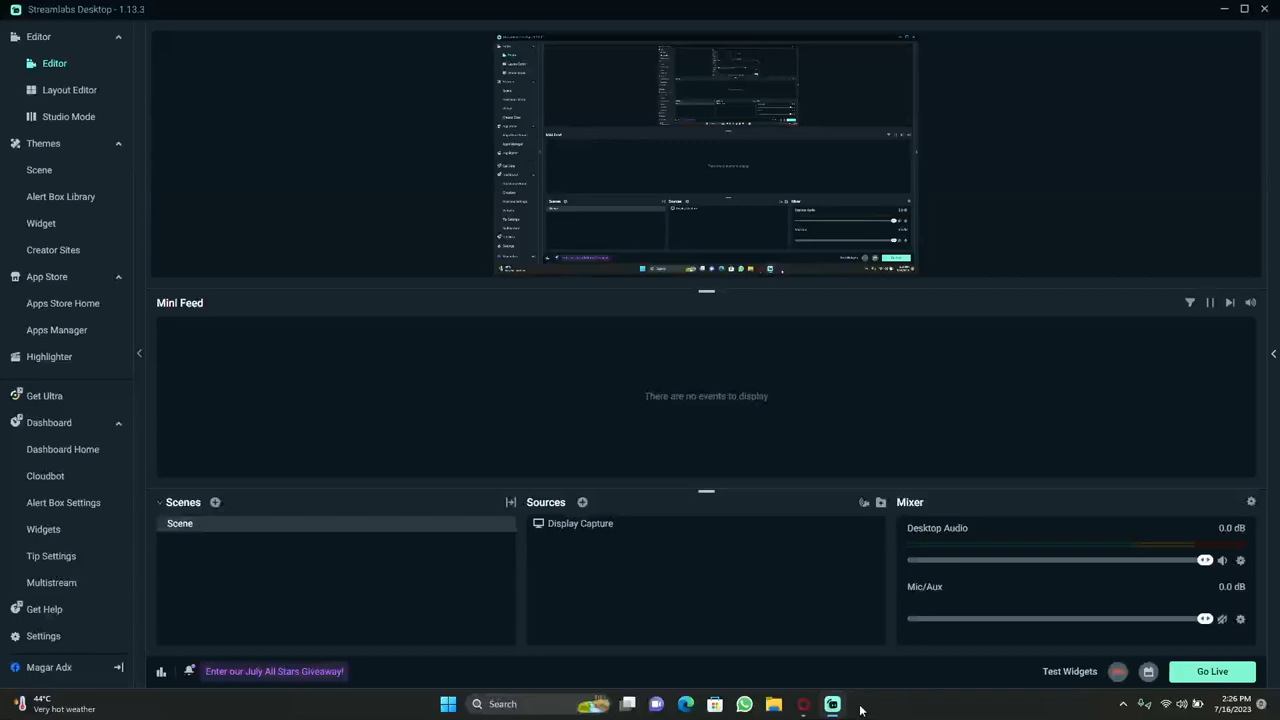 Streamlabs Desktop - 1.13.3
Editor
Editor
Layout Editor
Studio Mode
Themes
Scene
Alert Box Library
Widget
Creator Sites
App Store
Apps Store Home
Apps Manager
Highlighter
Get Ultra
Dashboard
Dashboard Home
Cloudbot
Alert Box Settings
Widgets
Tip Settings
Multistream
Get Help
Settings
Magar Adx
Mini Feed
There are no events to display
Scenes
Scene
Sources
Display Capture
Mixer
Desktop Audio 0.0 dB
Mic/Aux 0.0 dB
Enter our July All Stars Giveaway!
Test Widgets
Go Live
44°C
Very hot weather
Search
2:26 PM
7/16/2023